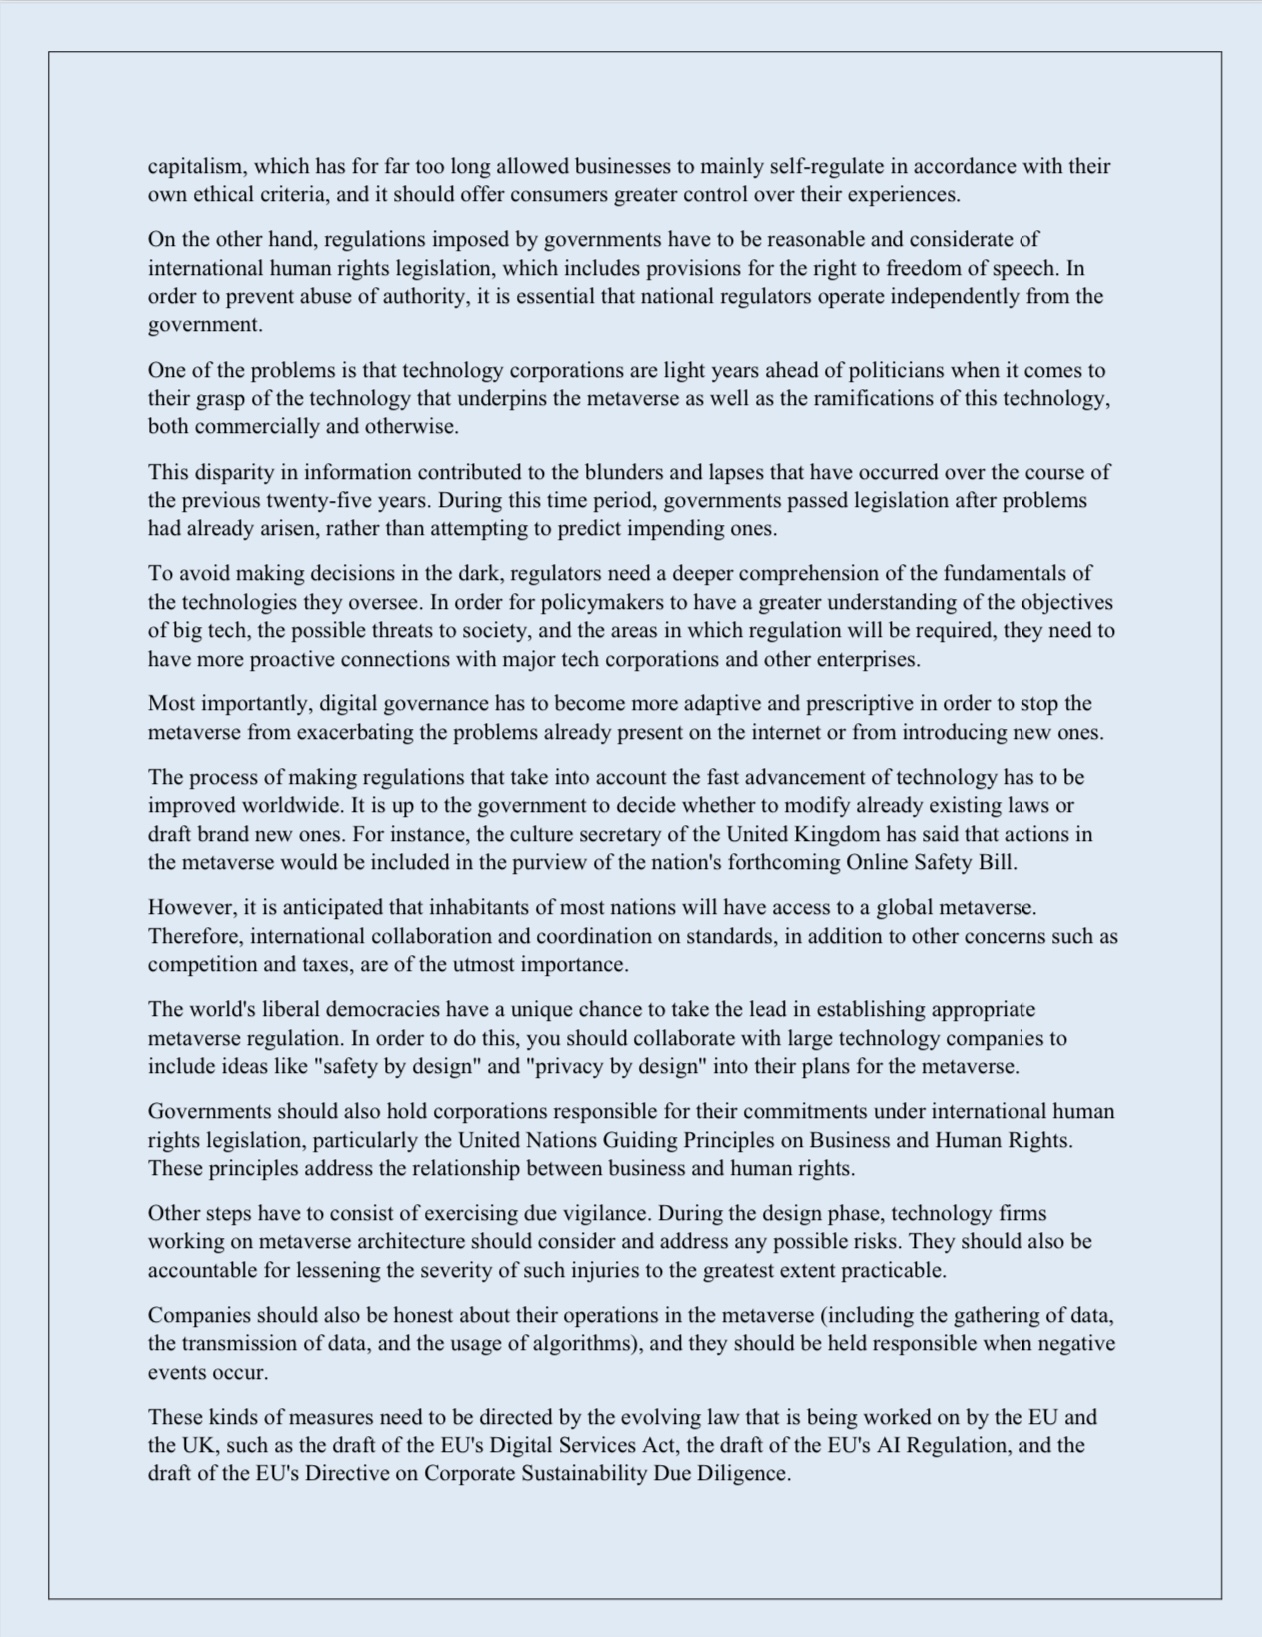 capitalism, which has for far too long allowed businesses to mainly self-regulate in accordance with their
own ethical criteria, and it should offer consumers greater control over their experiences.
On the other hand, regulations imposed by governments have to be reasonable and considerate of
international human rights legislation, which includes provisions for the right to freedom of speech. In
order to prevent abuse of authority, it is essential that national regulators operate independently from the
government.
One of the problems is that technology corporations are light years ahead of politicians when it comes to
their grasp of the technology that underpins the metaverse as well as the ramifications of this technology,
both commercially and otherwise.
This disparity in information contributed to the blunders and lapses that have occurred over the course of
the previous twenty-five years. During this time period, governments passed legislation after problems
had already arisen, rather than attempting to predict impending ones.
To avoid making decisions in the dark, regulators need a deeper comprehension of the fundamentals of
the technologies they oversee. In order for policymakers to have a greater understanding of the objectives
of big tech, the possible threats to society, and the areas in which regulation will be required, they need to
have more proactive connections with major tech corporations and other enterprises.
Most importantly, digital governance has to become more adaptive and prescriptive in order to stop the
metaverse from exacerbating the problems already present on the internet or from introducing new ones.
The process of making regulations that take into account the fast advancement of technology has to be
improved worldwide. It is up to the government to decide whether to modify already existing laws or
draft brand new ones. For instance, the culture secretary of the United Kingdom has said that actions in
the metaverse would be included in the purview of the nation's forthcoming Online Safety Bill.
However, it is anticipated that inhabitants of most nations will have access to a global metaverse.
Therefore, international collaboration and coordination on standards, in addition to other concerns such as
competition and taxes, are of the utmost importance.
The world's liberal democracies have a unique chance to take the lead in establishing appropriate
metaverse regulation. In order to do this, you should collaborate with large technology companies to
include ideas like "safety by design" and "privacy by design" into their plans for the metaverse.
Governments should also hold corporations responsible for their commitments under international human
rights legislation, particularly the United Nations Guiding Principles on Business and Human Rights.
These principles address the relationship between business and human rights.
Other steps have to consist of exercising due vigilance. During the design phase, technology firms
working on metaverse architecture should consider and address any possible risks. They should also be
accountable for lessening the severity of such injuries to the greatest extent practicable.
Companies should also be honest about their operations in the metaverse (including the gathering of data,
the transmission of data, and the usage of algorithms), and they should be held responsible when negative
events occur.
These kinds of measures need to be directed by the evolving law that is being worked on by the EU and
the UK, such as the draft of the EU's Digital Services Act, the draft of the EU's AI Regulation, and the
draft of the EU's Directive on Corporate Sustainability Due Diligence.